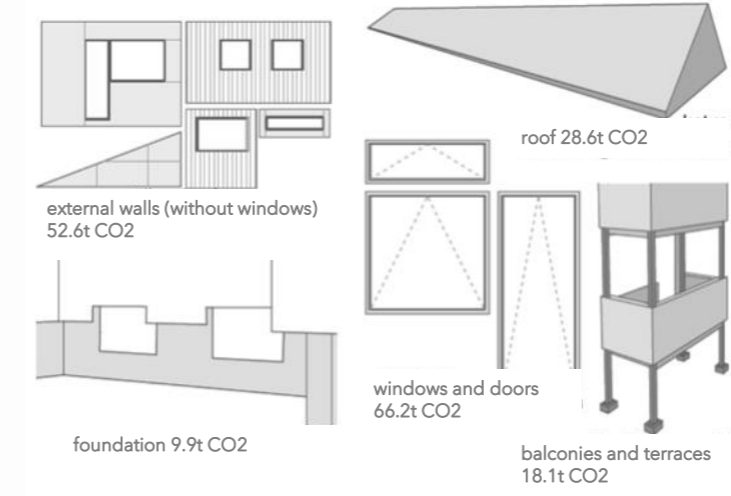 roof 28.6t CO2
external walls (without windows)
52.6t CO2
windows and doors
66.2t CO2
foundation 9.9t CO2
balconies and terraces
18.1t CO2